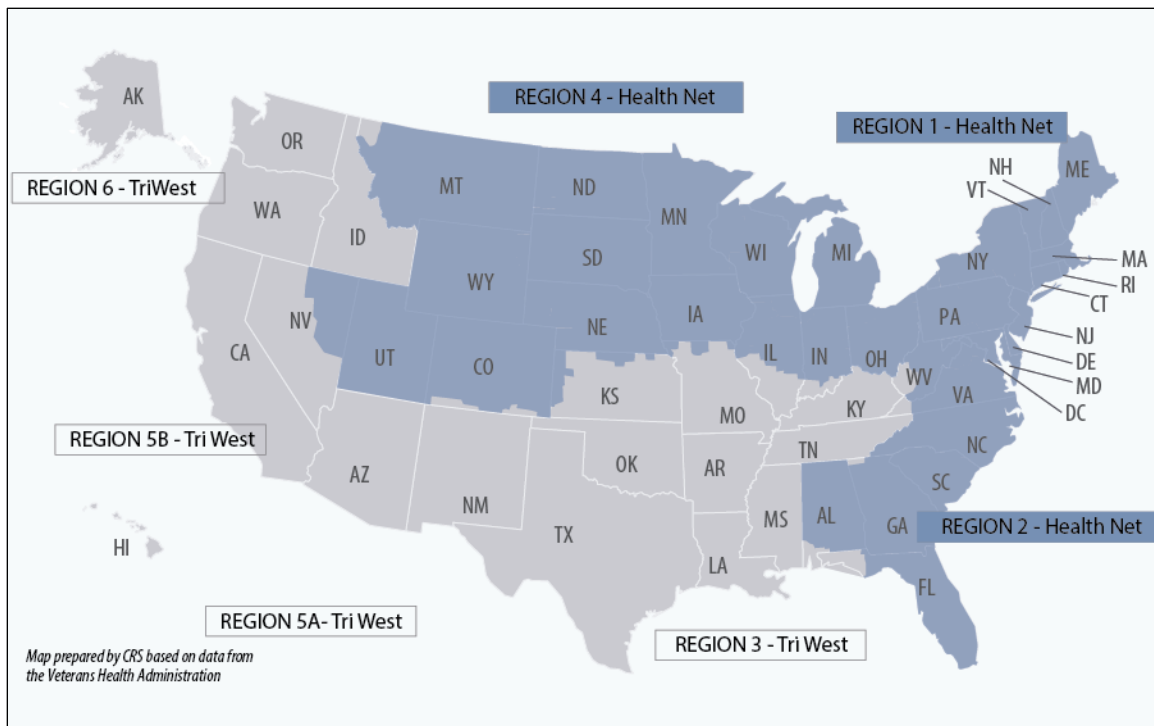 AK
REGION 4 - Health Net
REGION 1 - Health Net
OR
NH
ME
REGION 6 - TriWest
VT
MT
ND
WA
MN
ID
WI
MI
MA
SD
NY
RI
WY
CT
IA
PA
NV
NE
NJ
IL
IN
OH
DE
CA
UT
CO
WV
MD
KS
VA
MO
KY
DC
REGION 5B - Tri West
NC
TN
OK
AZ
AR
SC
NM
MS
AL
GA
REGION 2 - Health Net
TX
HI
LA
FL
REGION 5A- Tri West
REGION 3 - Tri West
Map prepared by CRS based on data from
the Veterans Health Administration